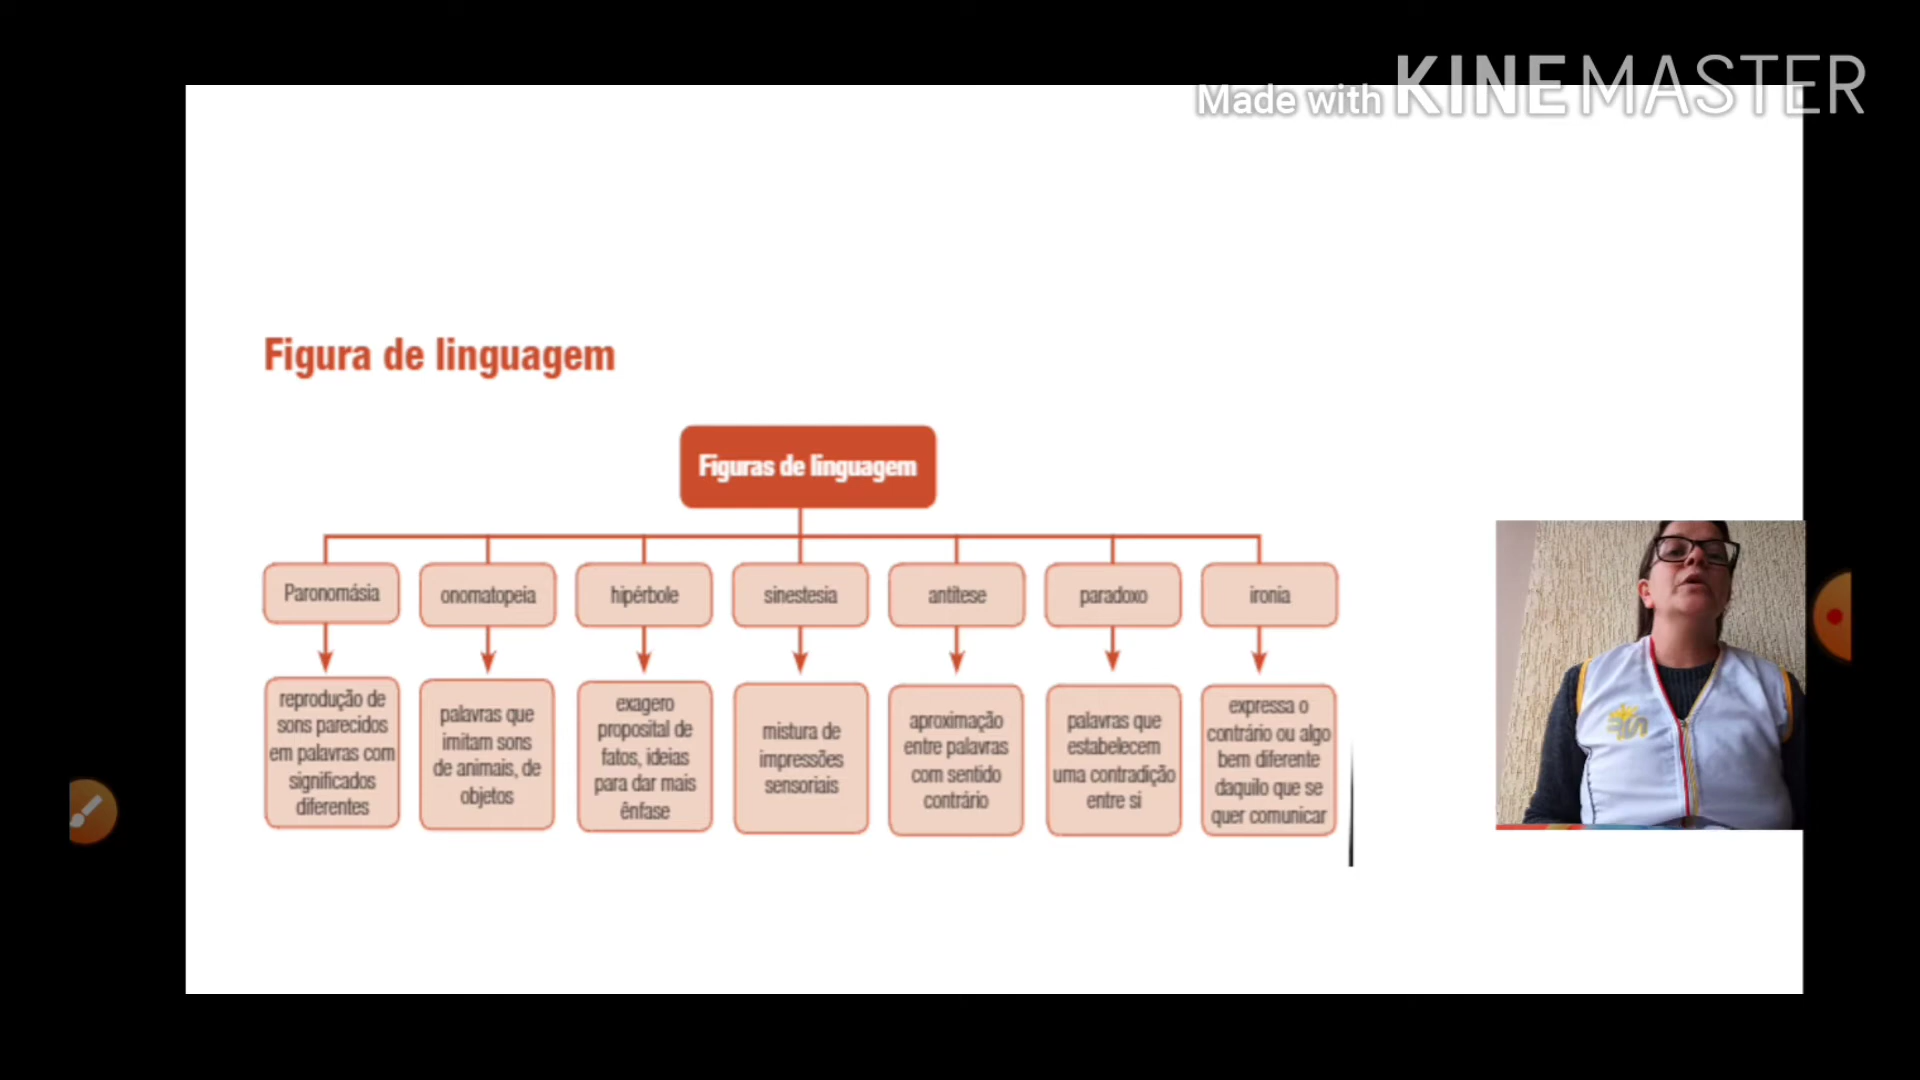 Made with KINEMASTER
Figura de linguagem
Figuras de linguagem
Paronomásia
onomatopeia
hipérbole
sinestesia
antítese
paradoxo
ironia
reprodução de
sons parecidos
em palavras com
significados
diferentes
palavras que
imitam sons
de animais, de
objetos
exagero
proposital de
fatos, ideias
para dar mais
ênfase
mistura de
impressões
sensoriais
aproximação
entre palavras
com sentido
contrário
palavras que
estabelecem
uma contradição
entre si
expressa o
contrário ou algo
bem diferente
daquilo que se
quer comunicar